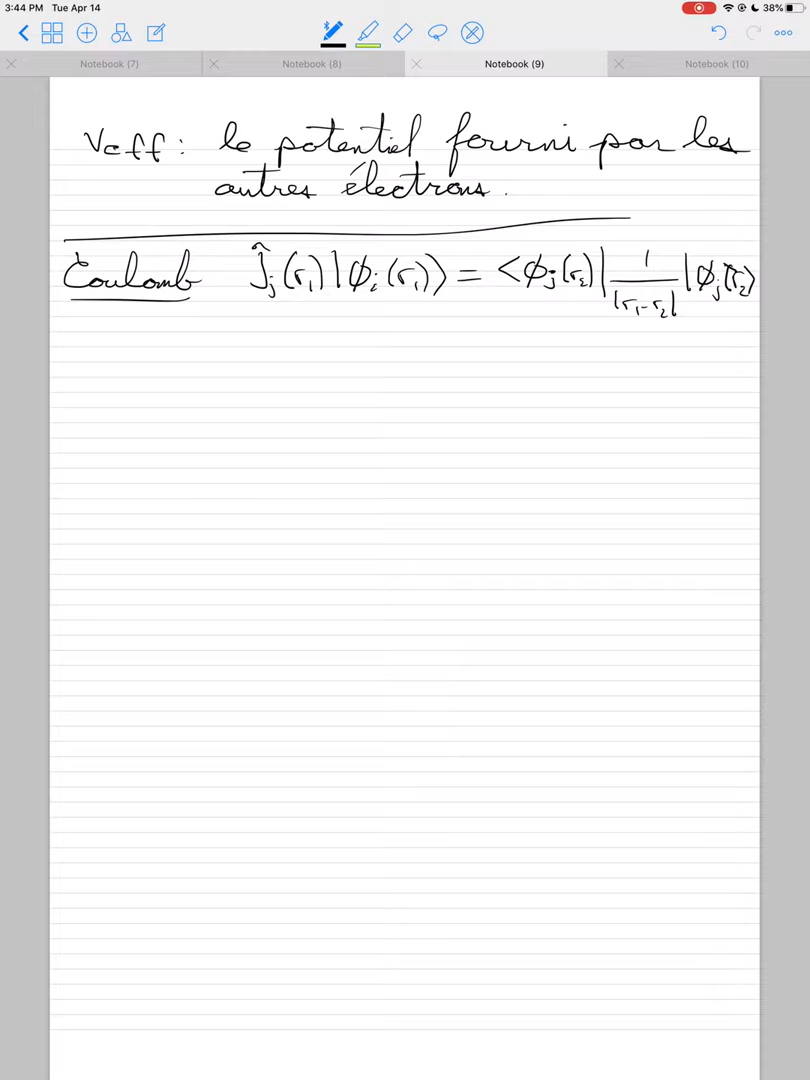 3:44 PM Tue Apr 14 38%
Notebook (7) Notebook (8) Notebook (9) Notebook (10)
Veff : le potentiel fourni par les
autres électrons.
Coulomb Ĵⱼ(r₁)|ϕᵢ(r₁)⟩ = <ϕⱼ(r₂)| 1/|r₁-r₂| |ϕⱼ(r₂)⟩